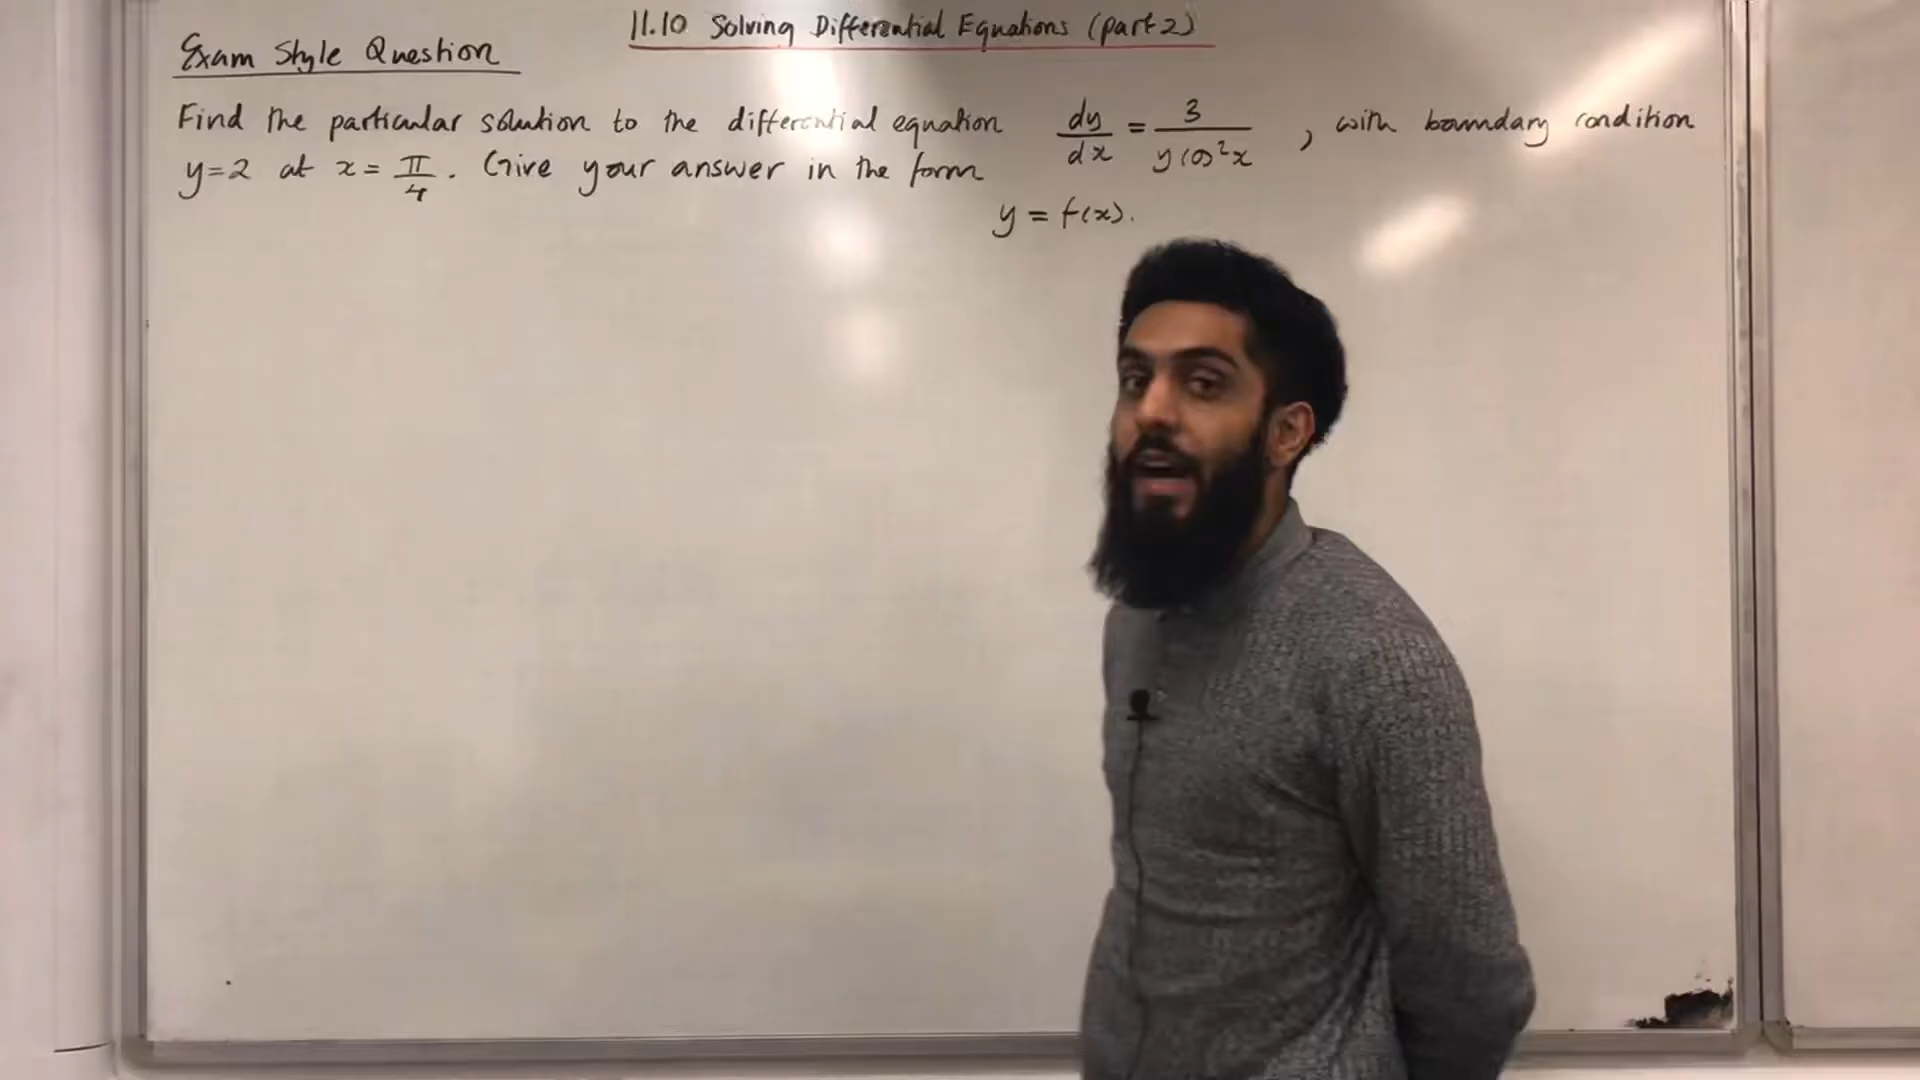 11.10 Solving Differential Equations (part 2)
Exam Style Question
Find the particular solution to the differential equation dy/dx = 3/(y cos²x), with boundary condition
y=2 at x = π/4. Give your answer in the form
y = f(x).